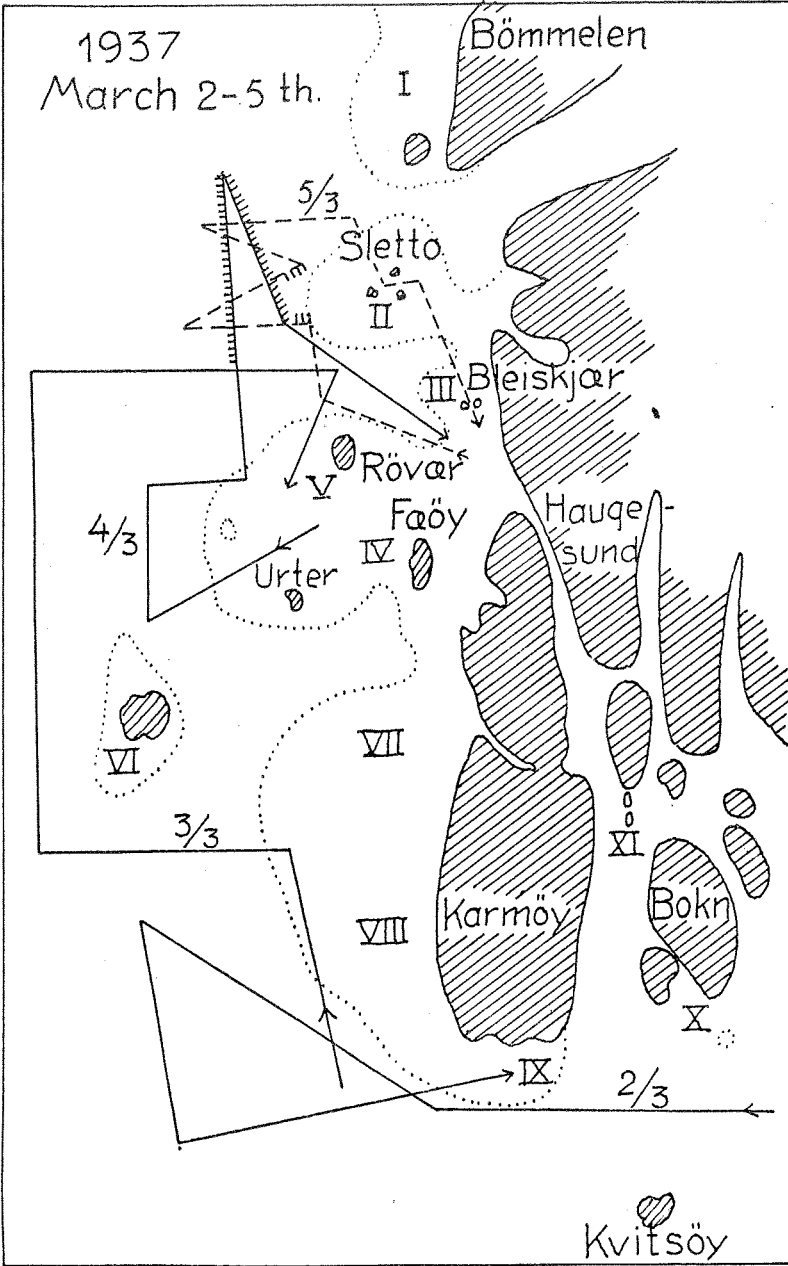 1937
March 2-5 th.
Bömmelen
I
5/3
Sletto
II
III
Bleiskjær
V
Rövær
Fæöy
IV
Urter
4/3
Hauge-
sund
VI
VII
3/3
XI
VIII
Karmöy
Bokn
X
IX
2/3
Kvitsöy